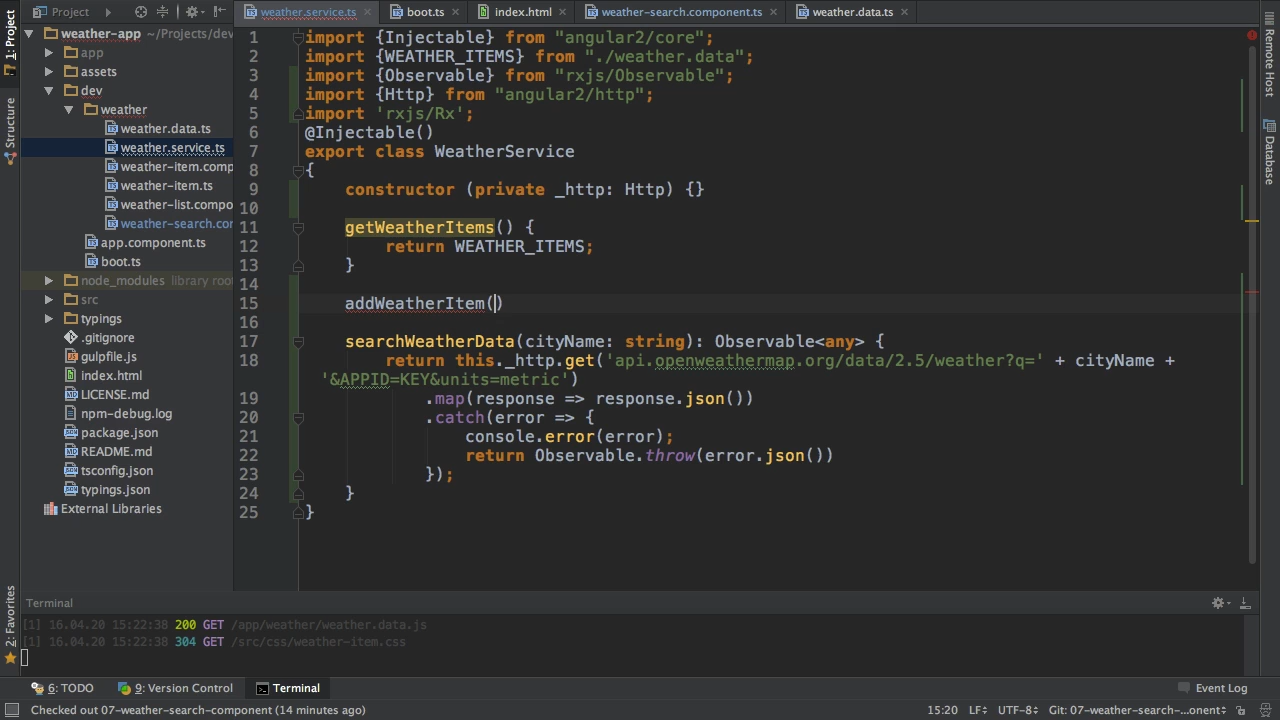 Project
weather.service.ts
boot.ts
index.html
weather-search.component.ts
weather.data.ts
1: Project
Structure
2: Favorites
weather-app ~/Projects/dev
app
assets
dev
weather
weather.data.ts
weather.service.ts
weather-item.comp
weather-item.ts
weather-list.compo
weather-search.cor
app.component.ts
boot.ts
node_modules library root
src
typings
.gitignore
gulpfile.js
index.html
LICENSE.md
npm-debug.log
package.json
README.md
tsconfig.json
typings.json
External Libraries
1 import {Injectable} from "angular2/core";
2 import {WEATHER_ITEMS} from "./weather.data";
3 import {Observable} from "rxjs/Observable";
4 import {Http} from "angular2/http";
5 import 'rxjs/Rx';
6 @Injectable()
7 export class WeatherService
8 {
9 constructor (private _http: Http) {}
10
11 getWeatherItems() {
12 return WEATHER_ITEMS;
13 }
14
15 addWeatherItem()
16
17 searchWeatherData(cityName: string): Observable<any> {
18 return this._http.get('api.openweathermap.org/data/2.5/weather?q=' + cityName +
'&APPID=KEY&units=metric')
19 .map(response => response.json())
20 .catch(error => {
21 console.error(error);
22 return Observable.throw(error.json())
23 });
24 }
25 }
Remote Host
Database
Terminal
[1] 16.04.20 15:22:38 200 GET /app/weather/weather.data.js
[1] 16.04.20 15:22:38 304 GET /src/css/weather-item.css
6: TODO
9: Version Control
Terminal
Event Log
Checked out 07-weather-search-component (14 minutes ago)
15:20 LF UTF-8 Git: 07-weather-search-...onent